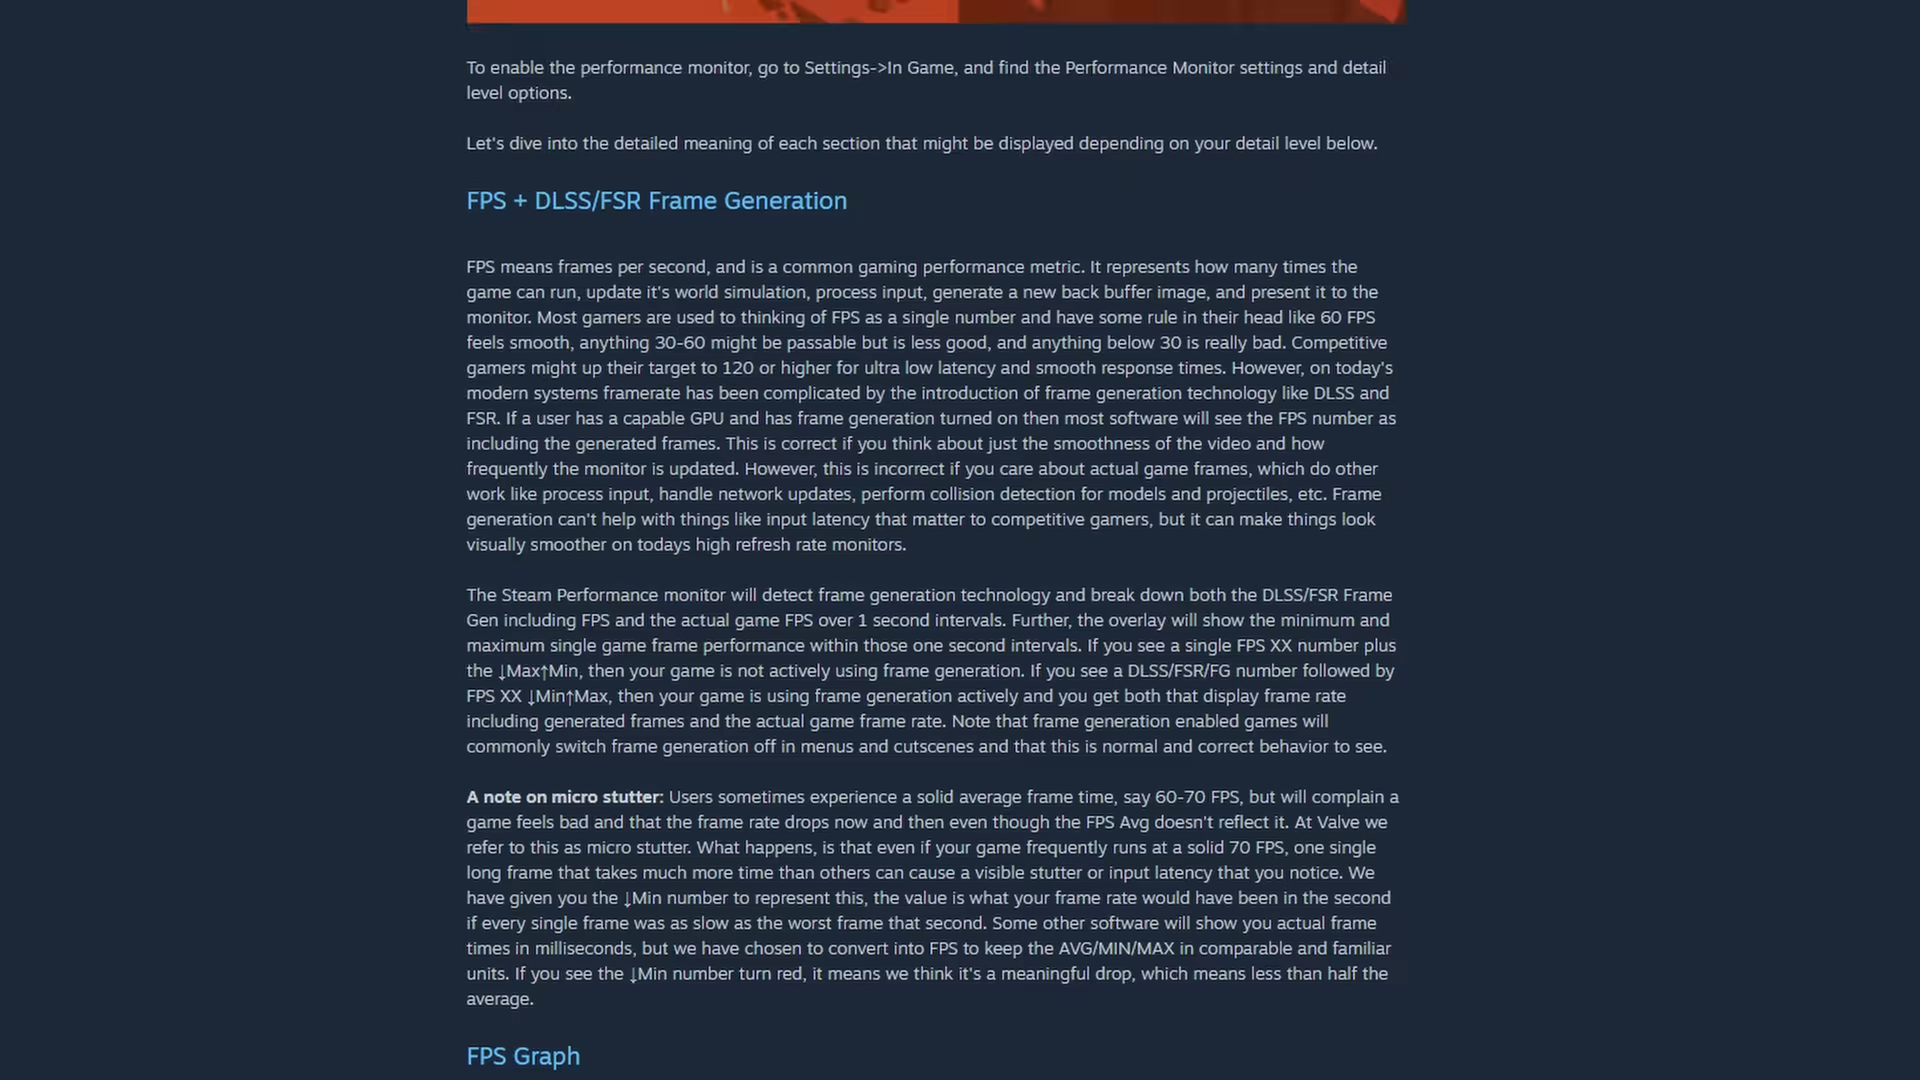 To enable the performance monitor, go to Settings->In Game, and find the Performance Monitor settings and detail
level options.
Let's dive into the detailed meaning of each section that might be displayed depending on your detail level below.
FPS + DLSS/FSR Frame Generation
FPS means frames per second, and is a common gaming performance metric. It represents how many times the
game can run, update it's world simulation, process input, generate a new back buffer image, and present it to the
monitor. Most gamers are used to thinking of FPS as a single number and have some rule in their head like 60 FPS
feels smooth, anything 30-60 might be passable but is less good, and anything below 30 is really bad. Competitive
gamers might up their target to 120 or higher for ultra low latency and smooth response times. However, on today's
modern systems framerate has been complicated by the introduction of frame generation technology like DLSS and
FSR. If a user has a capable GPU and has frame generation turned on then most software will see the FPS number as
including the generated frames. This is correct if you think about just the smoothness of the video and how
frequently the monitor is updated. However, this is incorrect if you care about actual game frames, which do other
work like process input, handle network updates, perform collision detection for models and projectiles, etc. Frame
generation can't help with things like input latency that matter to competitive gamers, but it can make things look
visually smoother on todays high refresh rate monitors.
The Steam Performance monitor will detect frame generation technology and break down both the DLSS/FSR Frame
Gen including FPS and the actual game FPS over 1 second intervals. Further, the overlay will show the minimum and
maximum single game frame performance within those one second intervals. If you see a single FPS XX number plus
the ↓Max↑Min, then your game is not actively using frame generation. If you see a DLSS/FSR/FG number followed by
FPS XX ↓Min↑Max, then your game is using frame generation actively and you get both that display frame rate
including generated frames and the actual game frame rate. Note that frame generation enabled games will
commonly switch frame generation off in menus and cutscenes and that this is normal and correct behavior to see.
A note on micro stutter: Users sometimes experience a solid average frame time, say 60-70 FPS, but will complain a
game feels bad and that the frame rate drops now and then even though the FPS Avg doesn't reflect it. At Valve we
refer to this as micro stutter. What happens, is that even if your game frequently runs at a solid 70 FPS, one single
long frame that takes much more time than others can cause a visible stutter or input latency that you notice. We
have given you the ↓Min number to represent this, the value is what your frame rate would have been in the second
if every single frame was as slow as the worst frame that second. Some other software will show you actual frame
times in milliseconds, but we have chosen to convert into FPS to keep the AVG/MIN/MAX in comparable and familiar
units. If you see the ↓Min number turn red, it means we think it's a meaningful drop, which means less than half the
average.
FPS Graph